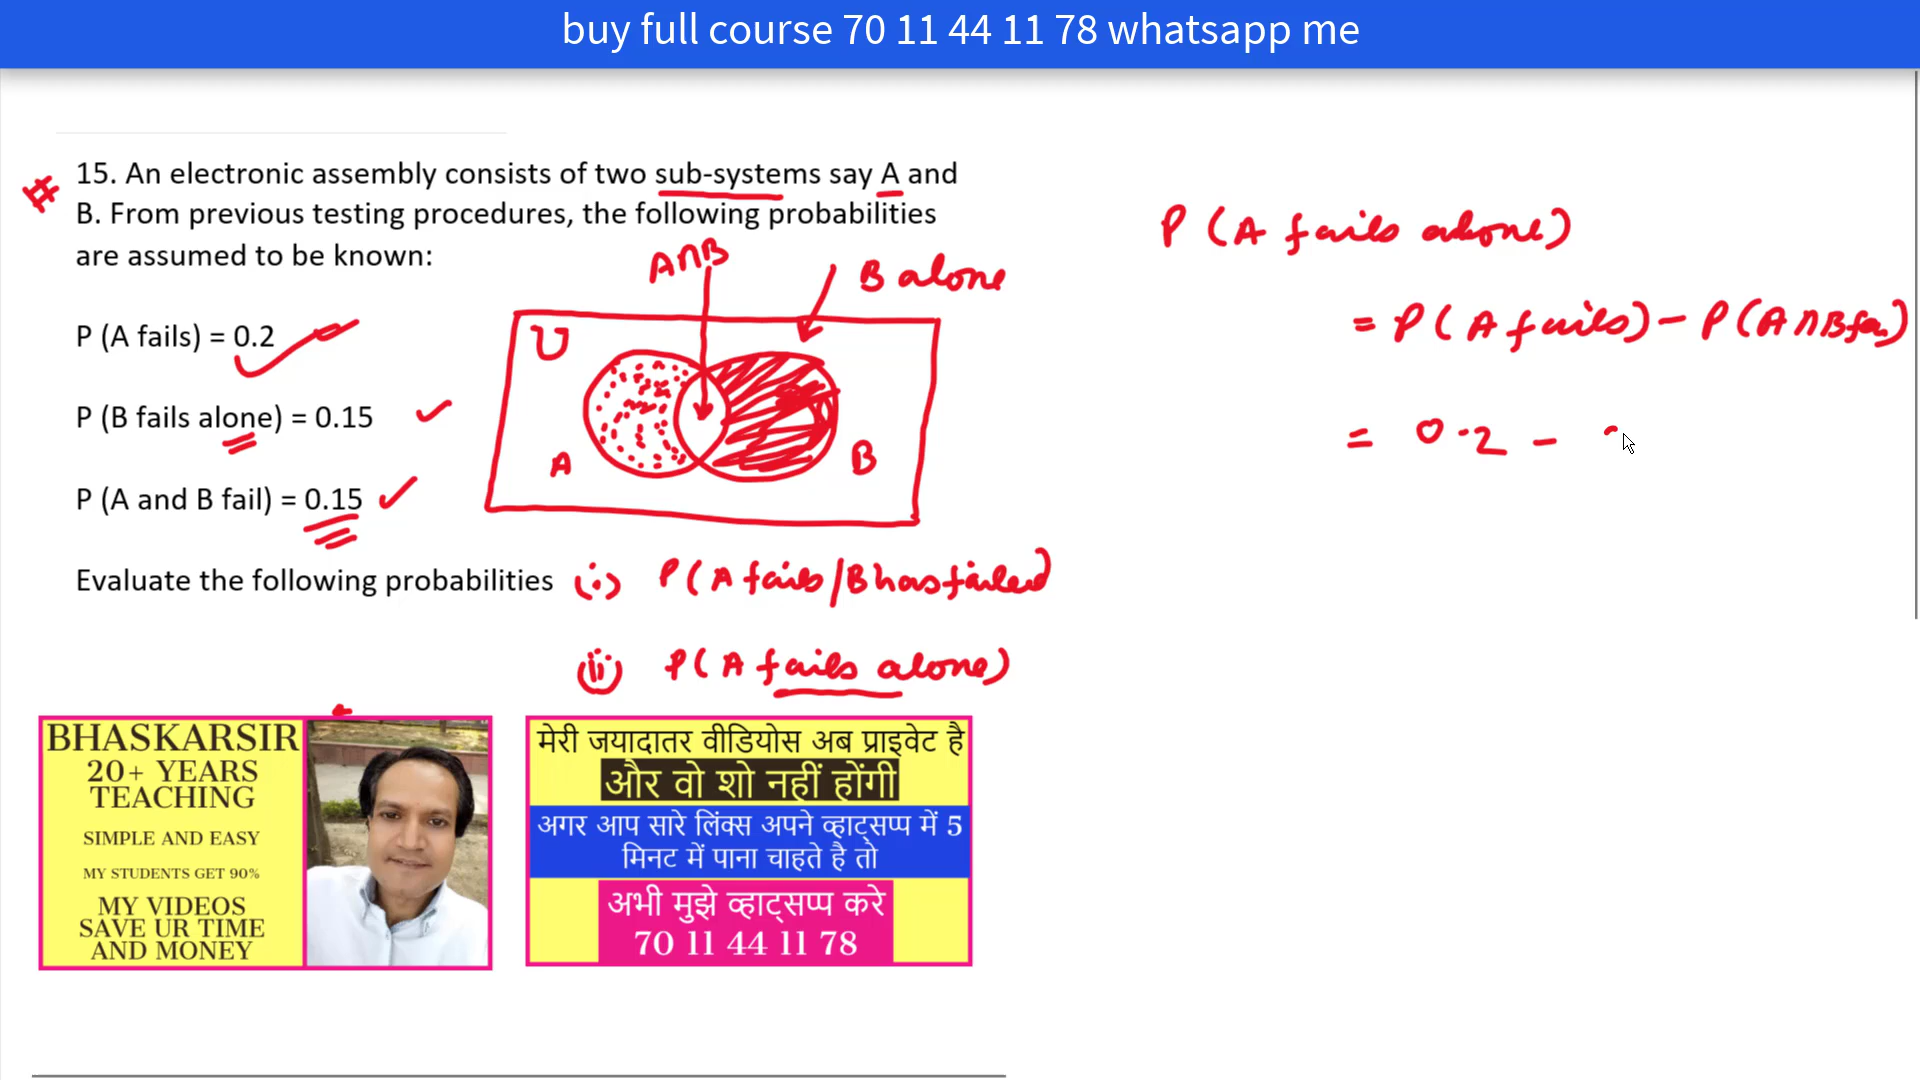 buy full course 70 11 44 11 78 whatsapp me
15. An electronic assembly consists of two sub-systems say A and
B. From previous testing procedures, the following probabilities
are assumed to be known:
P (A fails) = 0.2
P (B fails alone) = 0.15
P (A and B fail) = 0.15
Evaluate the following probabilities (i) P(A fails/B has failed)
(ii) P(A fails alone)
A∩B
B alone
U
A
B
P (A fails alone)
= P(A fails) - P(A∩B fa)
= 0.2 -
BHASKARSIR
20+ YEARS
TEACHING
SIMPLE AND EASY
MY STUDENTS GET 90%
MY VIDEOS
SAVE UR TIME
AND MONEY
मेरी जयादातर वीडियोस अब प्राइवेट है
और वो शो नहीं होंगी
अगर आप सारे लिंक्स अपने व्हाट्सप्प में 5
मिनट में पाना चाहते है तो
अभी मुझे व्हाट्सप्प करे
70 11 44 11 78